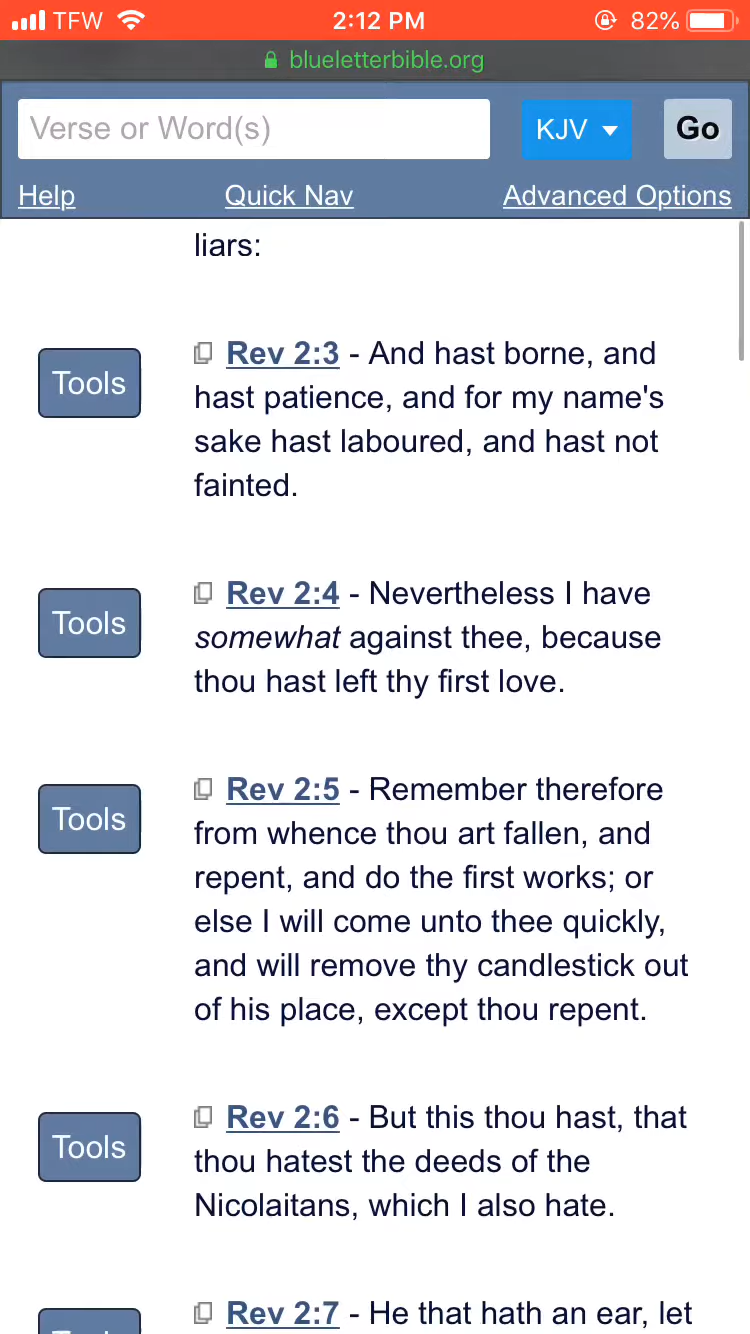 TFW 2:12 PM 82%
blueletterbible.org
Verse or Word(s) KJV Go
Help Quick Nav Advanced Options
liars:
Tools
Rev 2:3 - And hast borne, and
hast patience, and for my name's
sake hast laboured, and hast not
fainted.
Tools
Rev 2:4 - Nevertheless I have
somewhat against thee, because
thou hast left thy first love.
Tools
Rev 2:5 - Remember therefore
from whence thou art fallen, and
repent, and do the first works; or
else I will come unto thee quickly,
and will remove thy candlestick out
of his place, except thou repent.
Tools
Rev 2:6 - But this thou hast, that
thou hatest the deeds of the
Nicolaitans, which I also hate.
Rev 2:7 - He that hath an ear, let